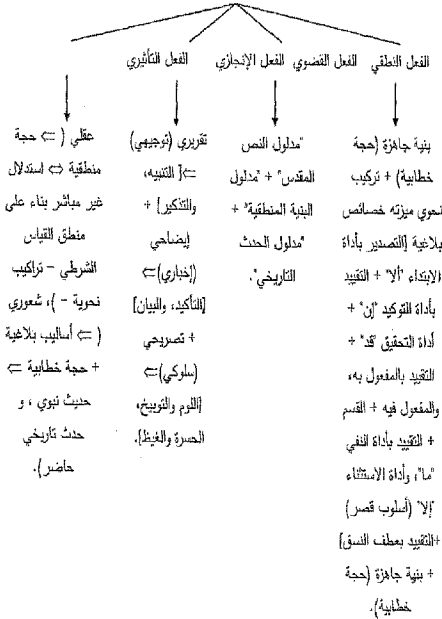 الفعل النطقي الفعل القضوي الفعل الإنجازي الفعل التأثيري
بنية جاهزة (حجة
خطابية) + تركيب
نحوي ميزته خصائص
بلاغية [التصدير بأداة
الابتداء "ألا" + التقييد
بأداة التوكيد "إن" +
أداة التحقيق "قد" +
التقييد بالمفعول به،
والمفعول فيه + القسم
+ التقييد بأداة النفي
"ما"، وأداة الاستثناء
"إلا" (أسلوب قصر)
+التقييد بعطف النسق]
+ بنية جاهزة (حجة
خطابية).
"مدلول النص
المقدس" + "مدلول
البنية المنطقية" +
"مدلول الحدث
التاريخي".
تقريري (توجيهي)
⇐[التنبيه،
والتذكير] +
إيضاحي
(إخباري)⇐
[التأكيد، والبيان]
+ تصريحي
(سلوكي)⇐
[اللوم والتوبيخ،
الحسرة والغيظ].
عقلي ( ⇐ حجة
منطقية ⇔ استدلال
غير مباشر بناء على
منطق القياس
الشرطي – تراكيب
نحوية – )، شعوري
( ⇐ أساليب بلاغية
+ حجة خطابية ⇐
حديث نبوي ، و
حدث تاريخي
حاضر).